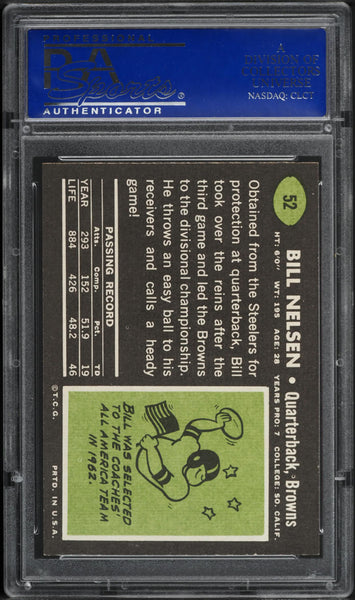 PROFESSIONAL
PSA
Sports ®
AUTHENTICATOR
A
DIVISION OF
COLLECTORS
UNIVERSE
NASDAQ: CLCT
52
BILL NELSEN • Quarterback, Browns
HT: 6'0" WT: 195 AGE: 28 YEARS PRO: 7 COLLEGE: SO. CALIF.
Obtained from the Steelers for
protection at quarterback, Bill
took over the reins after the
third game and led the Browns
to the divisional championship.
He throws an easy ball to his
receivers and calls a heady
game!
PASSING RECORD
Atts. Comp. Pct. TD
YEAR 293 152 51.9 19
LIFE 884 426 48.2 46
BILL WAS SELECTED
TO THE COACHES'
ALL AMERICA TEAM
IN 1962.
© T.C.G. PRTD. IN U.S.A.